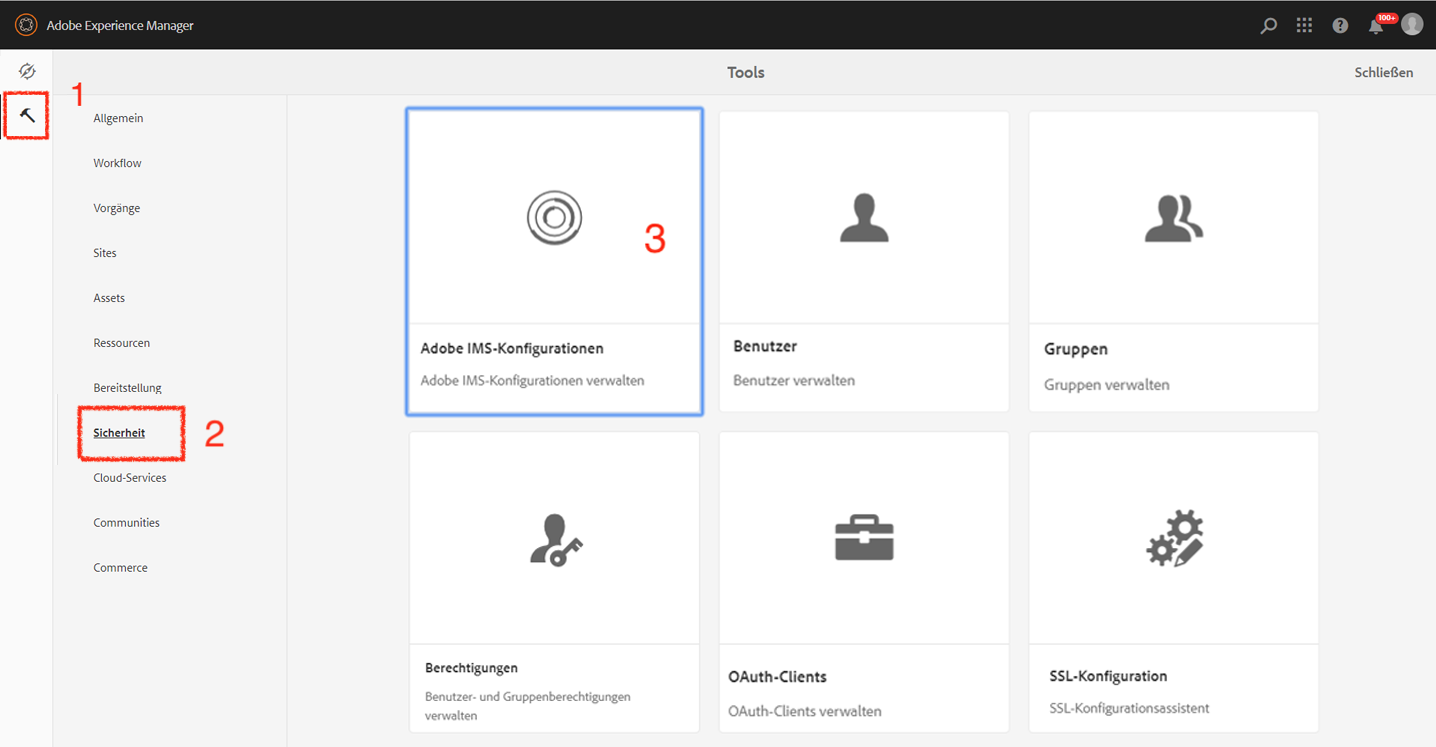 Adobe Experience Manager
100+
Tools
Schließen
1
Allgemein
Workflow
Vorgänge
Sites
Assets
Ressourcen
Bereitstellung
Sicherheit
2
Cloud-Services
Communities
Commerce
3
Adobe IMS-Konfigurationen
Adobe IMS-Konfigurationen verwalten
Benutzer
Benutzer verwalten
Gruppen
Gruppen verwalten
Berechtigungen
Benutzer- und Gruppenberechtigungen
verwalten
OAuth-Clients
OAuth-Clients verwalten
SSL-Konfiguration
SSL-Konfigurationsassistent